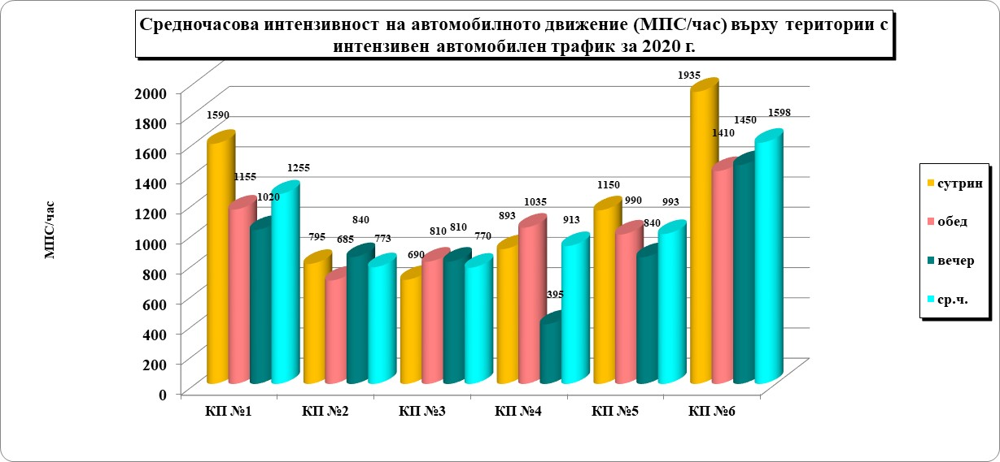 Средночасова интензивност на автомобилното движение (МПС/час) върху територии с
интензивен автомобилен трафик за 2020 г.
МПС/час
2000
1800
1600
1400
1200
1000
800
600
400
200
0
1590
1155
1020
1255
795
685
840
773
690
810
810
770
893
1035
395
913
1150
990
840
993
1935
1410
1450
1598
КП №1
КП №2
КП №3
КП №4
КП №5
КП №6
сутрин
обед
вечер
ср.ч.